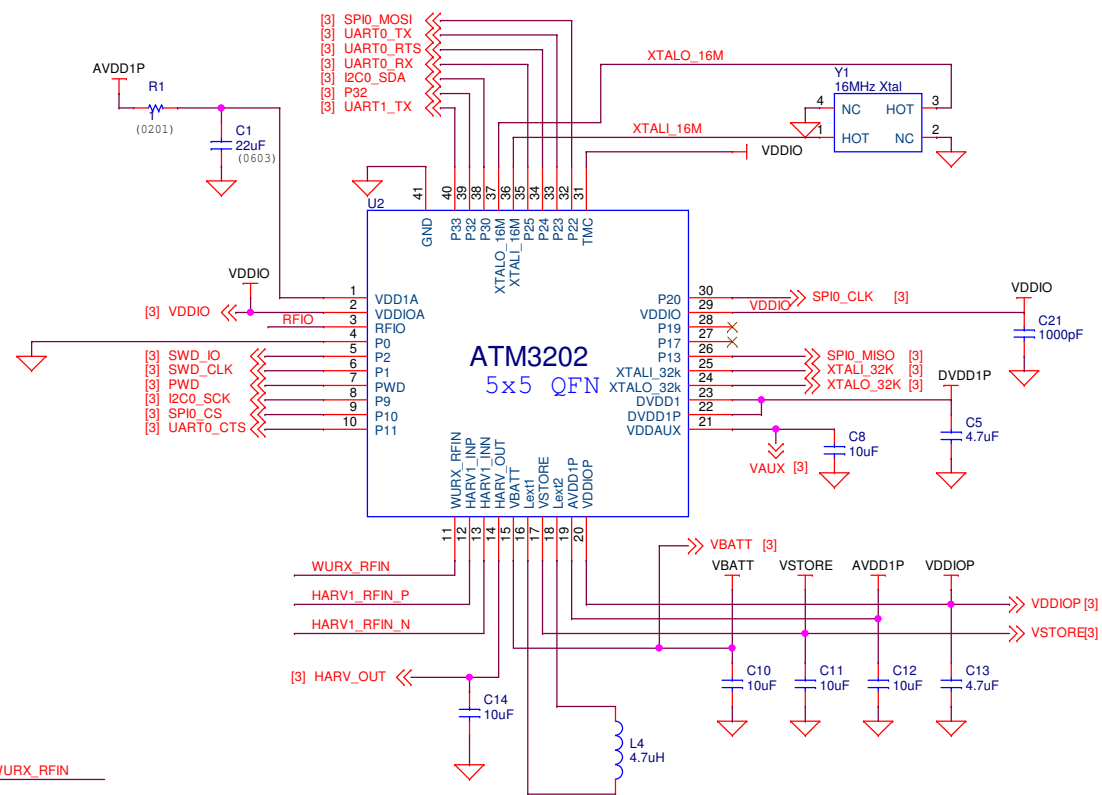 [3] SPI0_MOSI
[3] UART0_TX
[3] UART0_RTS
[3] UART0_RX
[3] I2C0_SDA
[3] P32
[3] UART1_TX
XTALO_16M
XTALI_16M
Y1
16MHz Xtal
4 NC HOT 3
1 HOT NC 2
VDDIO
AVDD1P
R1
1
(0201)
C1
22uF
(0603)
U2
41 40 39 38 37 36 35 34 33 32 31
GND P33 P32 P30 XTALO_16M XTALI_16M P25 P24 P23 P22 TMC
VDDIO
[3] VDDIO
RFIO
[3] SWD_IO
[3] SWD_CLK
[3] PWD
[3] I2C0_SCK
[3] SPI0_CS
[3] UART0_CTS
1 VDD1A
2 VDDIOA
3 RFIO
4 P0
5 P2
6 P1
7 PWD
8 P9
9 P10
10 P11
ATM3202
5x5 QFN
P20 30
VDDIO 29
P19 28
P17 27
P13 26
XTALI_32k 25
XTALO_32k 24
DVDD1 23
DVDD1P 22
VDDAUX 21
SPI0_CLK [3]
VDDIO
SPI0_MISO [3]
XTALI_32K [3]
XTALO_32K [3]
VDDIO
C21
1000pF
DVDD1P
C5
4.7uF
C8
10uF
VAUX [3]
WURX_RFIN HARV1_INP HARV1_INN HARV_OUT VBATT Lext1 VSTORE Lext2 AVDD1P VDDIOP
11 12 13 14 15 16 17 18 19 20
WURX_RFIN
HARV1_RFIN_P
HARV1_RFIN_N
[3] HARV_OUT
C14
10uF
VBATT [3]
VBATT VSTORE AVDD1P VDDIOP
VDDIOP [3]
VSTORE[3]
C10
10uF
C11
10uF
C12
10uF
C13
4.7uF
L4
4.7uH
WURX_RFIN